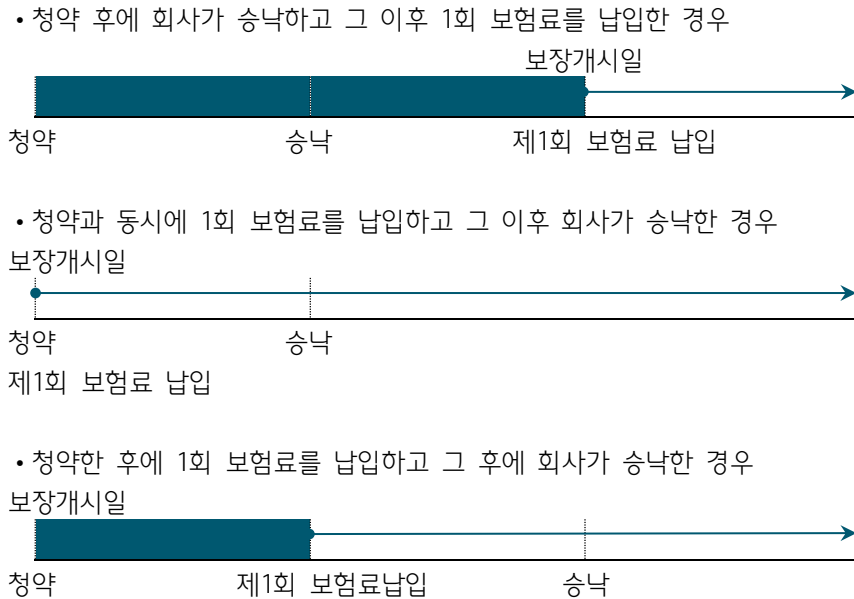 • 청약 후에 회사가 승낙하고 그 이후 1회 보험료를 납입한 경우
보장개시일
청약 승낙 제1회 보험료 납입
• 청약과 동시에 1회 보험료를 납입하고 그 이후 회사가 승낙한 경우
보장개시일
청약 승낙
제1회 보험료 납입
• 청약한 후에 1회 보험료를 납입하고 그 후에 회사가 승낙한 경우
보장개시일
청약 제1회 보험료납입 승낙